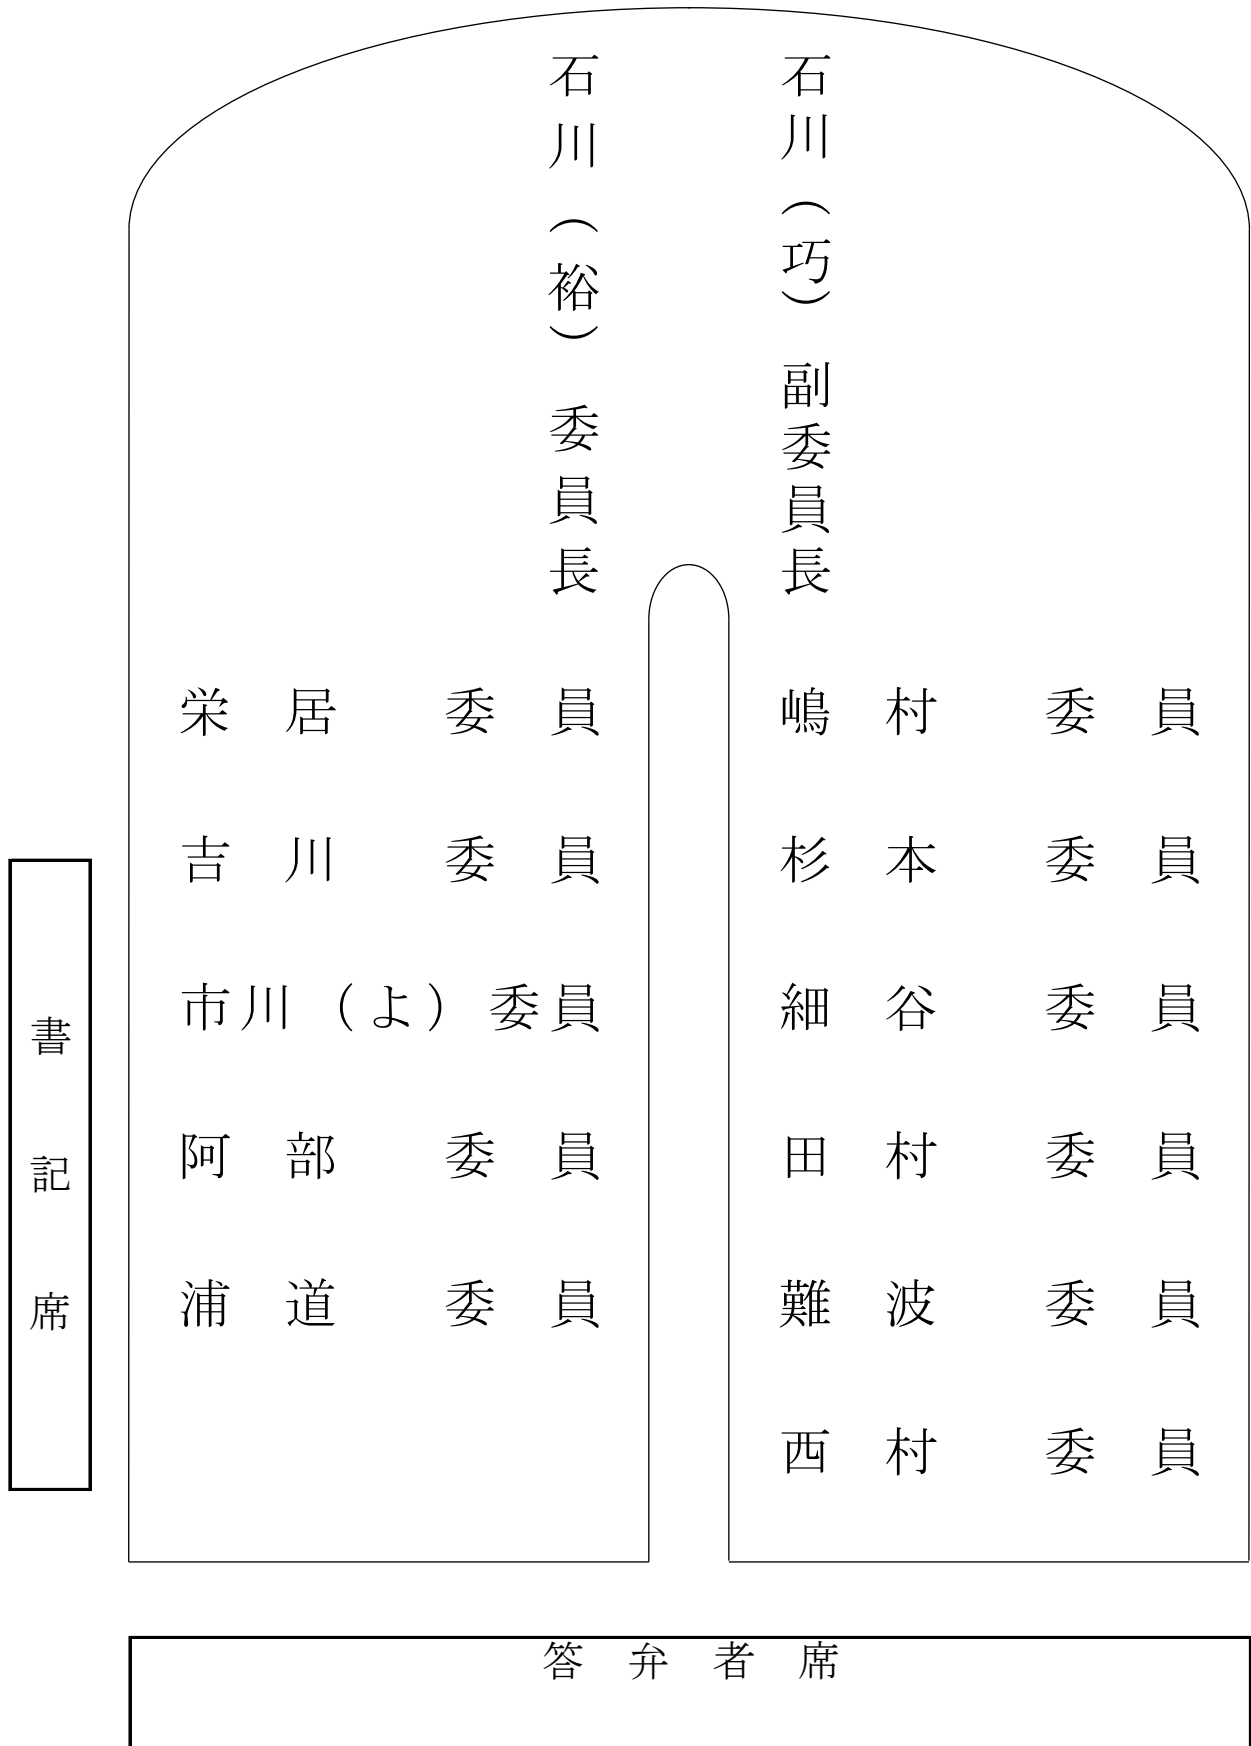 石川（裕）委員長
石川（巧）副委員長
栄居委員
嶋村委員
吉川委員
杉本委員
市川（よ）委員
細谷委員
阿部委員
田村委員
浦道委員
難波委員
西村委員
書記席
答弁者席